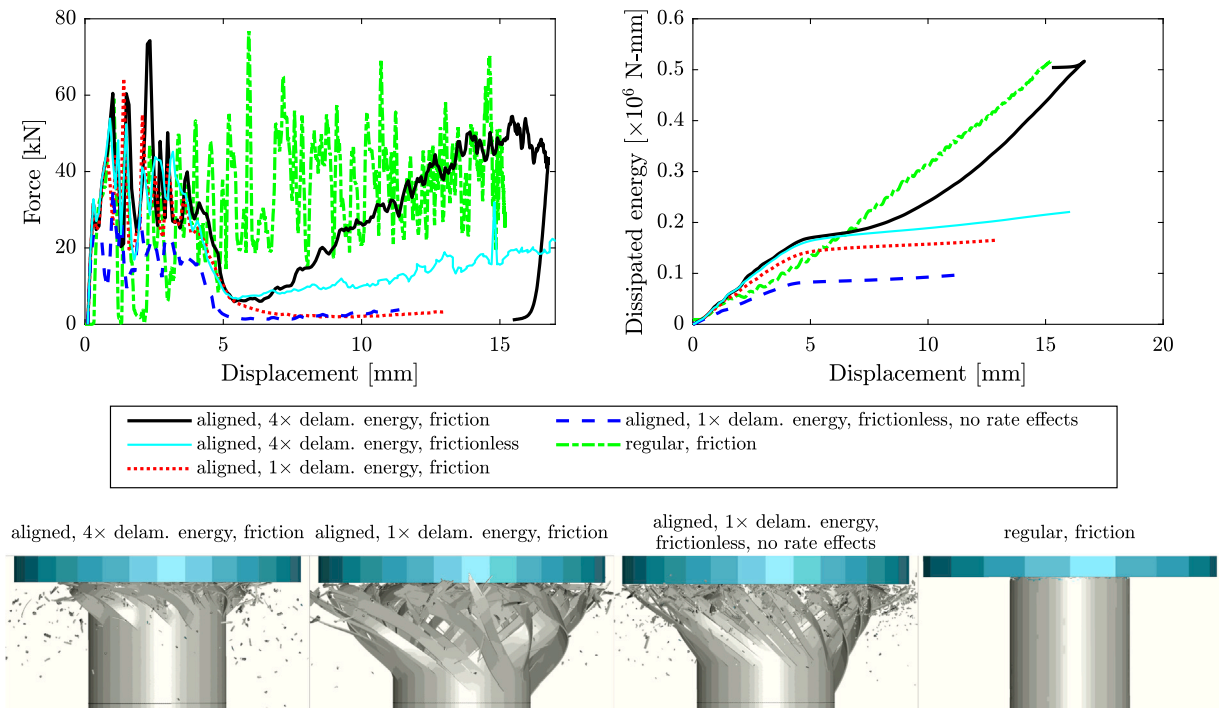 80
60
40
20
0
Force [kN]
0 5 10 15
Displacement [mm]
0.6
0.5
0.4
0.3
0.2
0.1
0
Dissipated energy [×10⁶ N-mm]
0 5 10 15 20
Displacement [mm]
aligned, 4× delam. energy, friction
aligned, 4× delam. energy, frictionless
aligned, 1× delam. energy, friction
aligned, 1× delam. energy, frictionless, no rate effects
regular, friction
aligned, 4× delam. energy, friction
aligned, 1× delam. energy, friction
aligned, 1× delam. energy,
frictionless, no rate effects
regular, friction